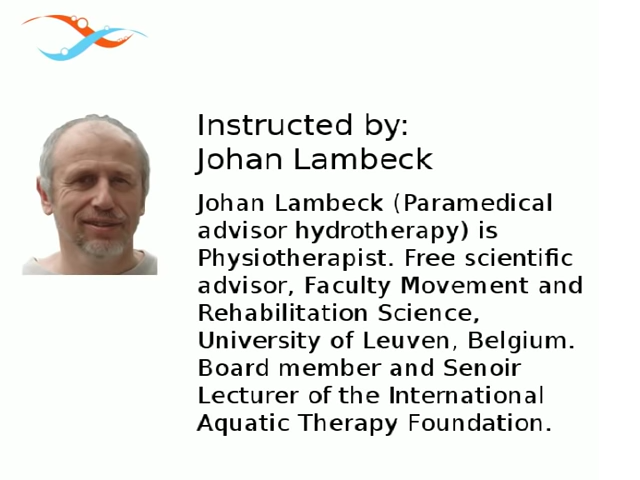 Instructed by:
Johan Lambeck
Johan Lambeck (Paramedical
advisor hydrotherapy) is
Physiotherapist. Free scientific
advisor, Faculty Movement and
Rehabilitation Science,
University of Leuven, Belgium.
Board member and Senoir
Lecturer of the International
Aquatic Therapy Foundation.